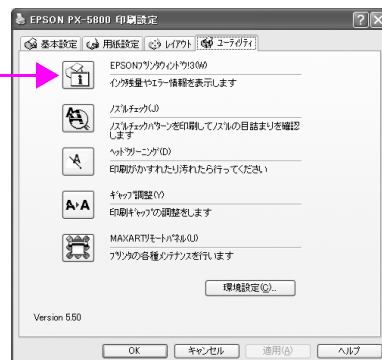 EPSON PX-5800 印刷設定
基本設定 用紙設定 レイアウト ユーティリティ
EPSONプリンタウィンドウ!3(W)
インク残量やエラー情報を表示します
ノズルチェック(J)
ノズルチェックパターンを印刷してノズルの目詰まりを確認
します
ヘッドクリーニング(D)
印刷がかすれたり汚れたら行ってください
ギャップ調整(Y)
印刷ギャップの調整をします
MAXARTリモートパネル(U)
プリンタの各種メンテナンスを行います
環境設定(C)...
Version 5.50
OK キャンセル 適用(A) ヘルプ